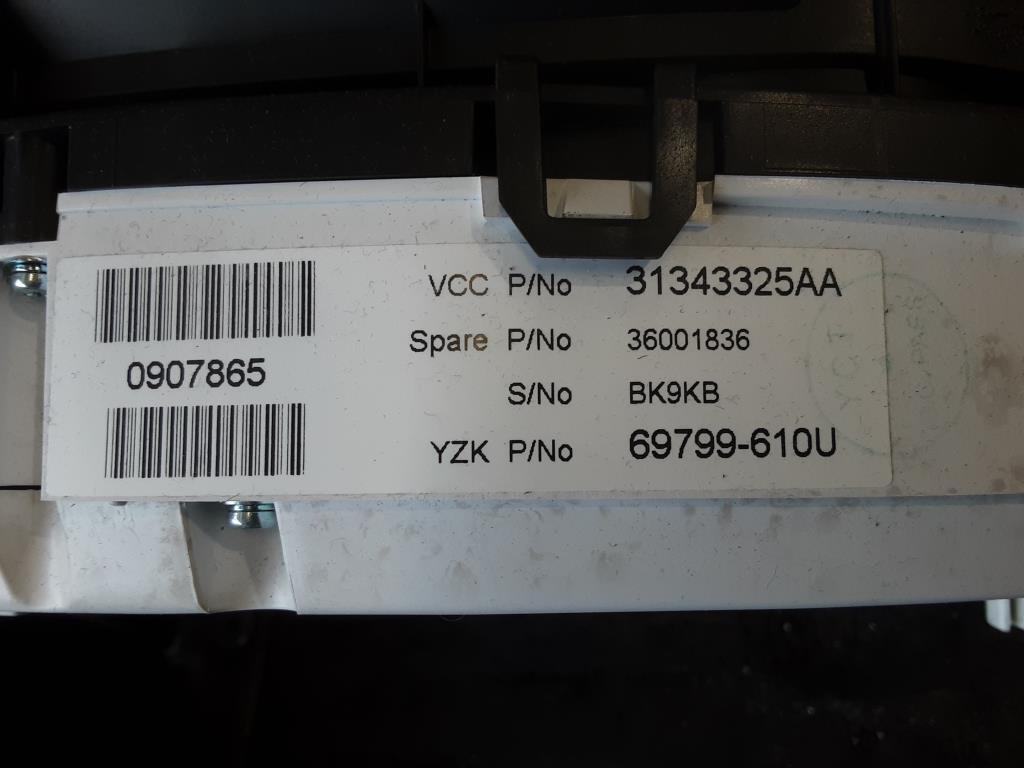 VCC P/No 31343325AA
Spare P/No 36001836
0907865
S/No BK9KB
YZK P/No 69799-610U